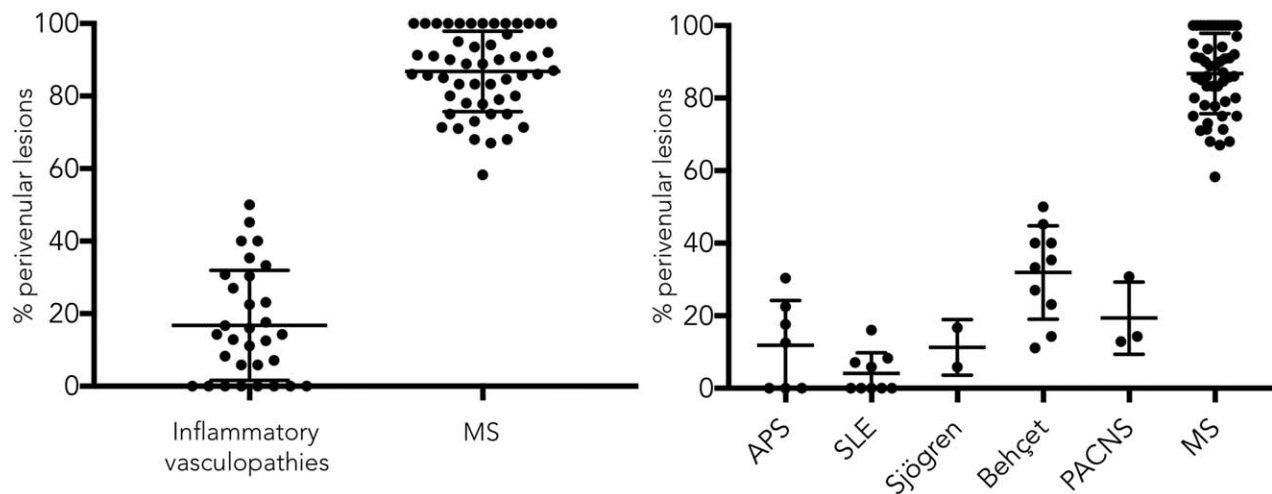 % perivenular lesions
100
80
60
40
20
0
Inflammatory
vasculopathies
MS
% perivenular lesions
100
80
60
40
20
0
APS
SLE
Sjögren
Behçet
PACNS
MS